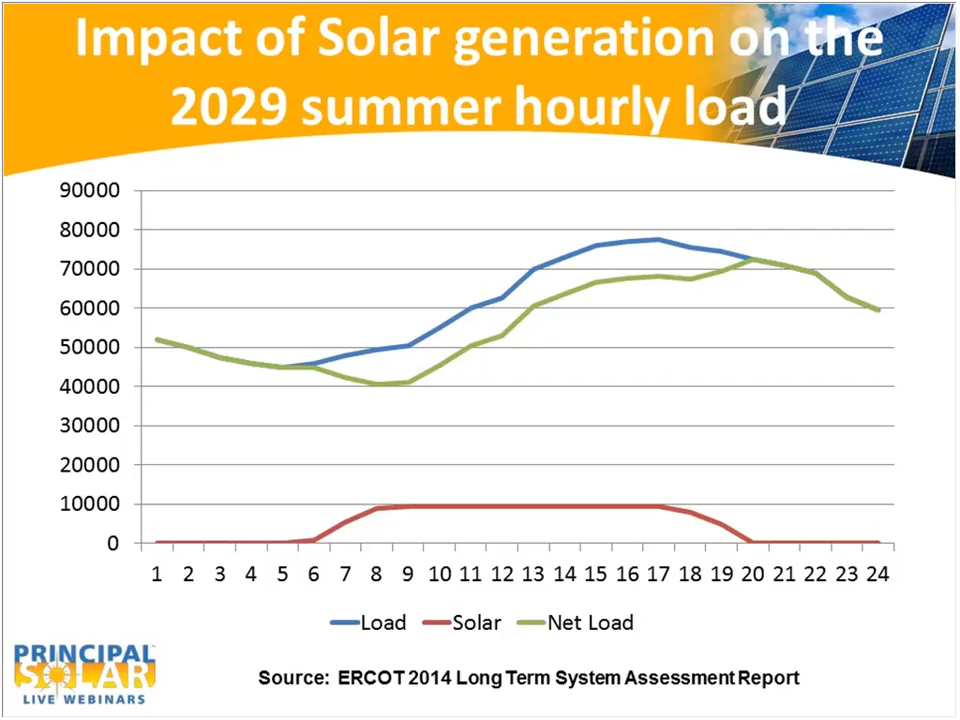 Impact of Solar generation on the
2029 summer hourly load
90000
80000
70000
60000
50000
40000
30000
20000
10000
0
1 2 3 4 5 6 7 8 9 10 11 12 13 14 15 16 17 18 19 20 21 22 23 24
Load Solar Net Load
PRINCIPAL
SOLAR
LIVE WEBINARS
Source: ERCOT 2014 Long Term System Assessment Report